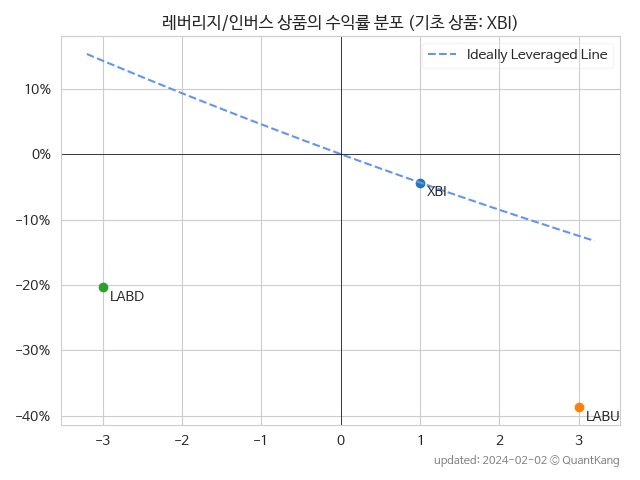 레버리지/인버스 상품의 수익률 분포 (기초 상품: XBI)
Ideally Leveraged Line
10%
0%
XBI
−10%
−20%
LABD
−30%
−40%
LABU
−3 −2 −1 0 1 2 3
updated: 2024-02-02 © QuantKang